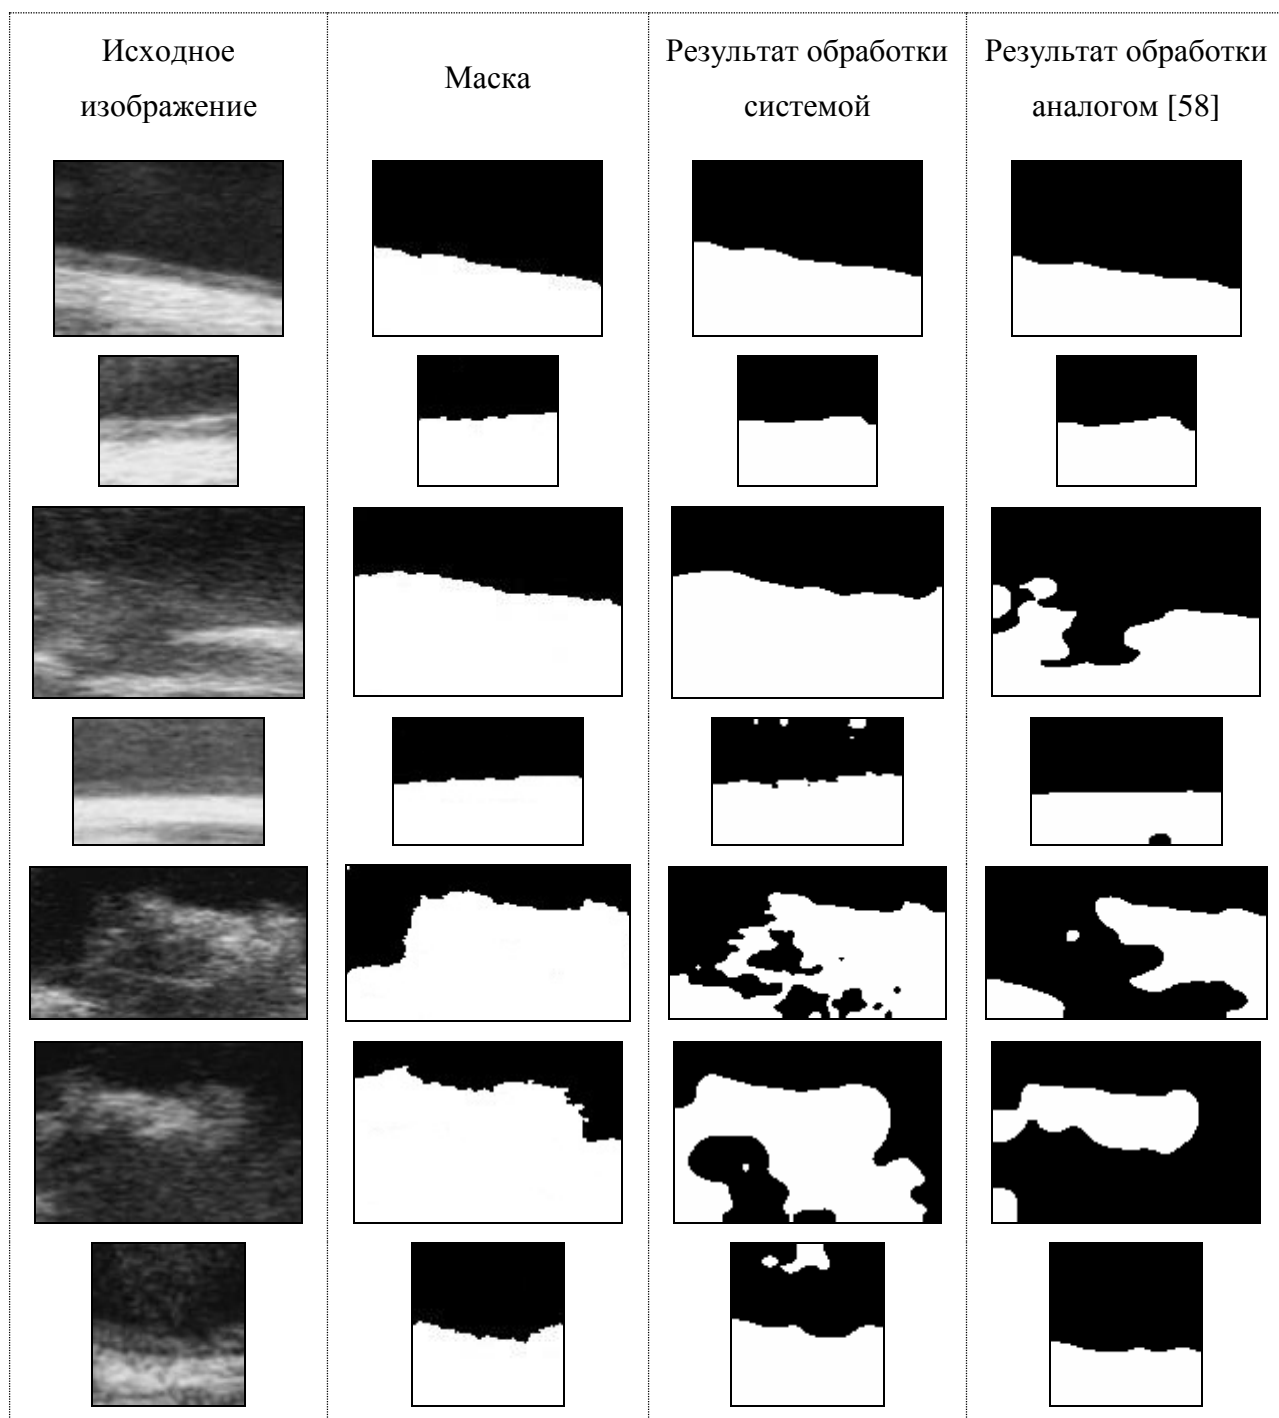 Исходное
изображение
Маска
Результат обработки
системой
Результат обработки
аналогом [58]